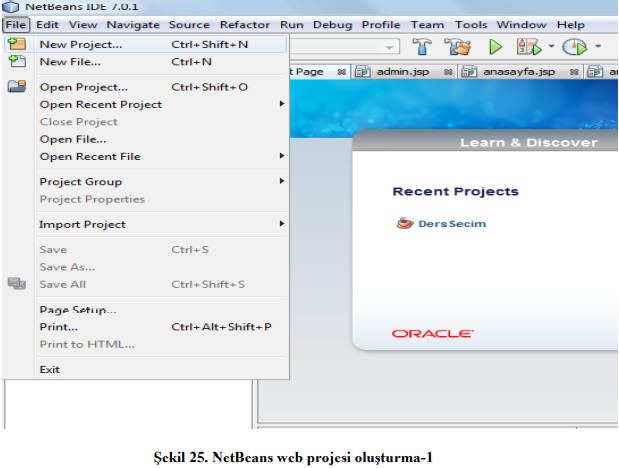 NetBeans IDE 7.0.1
File Edit View Navigate Source Refactor Run Debug Profile Team Tools Window Help
New Project... Ctrl+Shift+N
New File... Ctrl+N
Open Project... Ctrl+Shift+O
Open Recent Project
Close Project
Open File...
Open Recent File
Project Group
Project Properties
Import Project
Save Ctrl+S
Save As...
Save All Ctrl+Shift+S
Page Setup...
Print... Ctrl+Alt+Shift+P
Print to HTML...
Exit
t Page admin.jsp anasayfa.jsp
Learn & Discover
Recent Projects
DersSecim
ORACLE
Şekil 25. NetBeans web projesi oluşturma-1